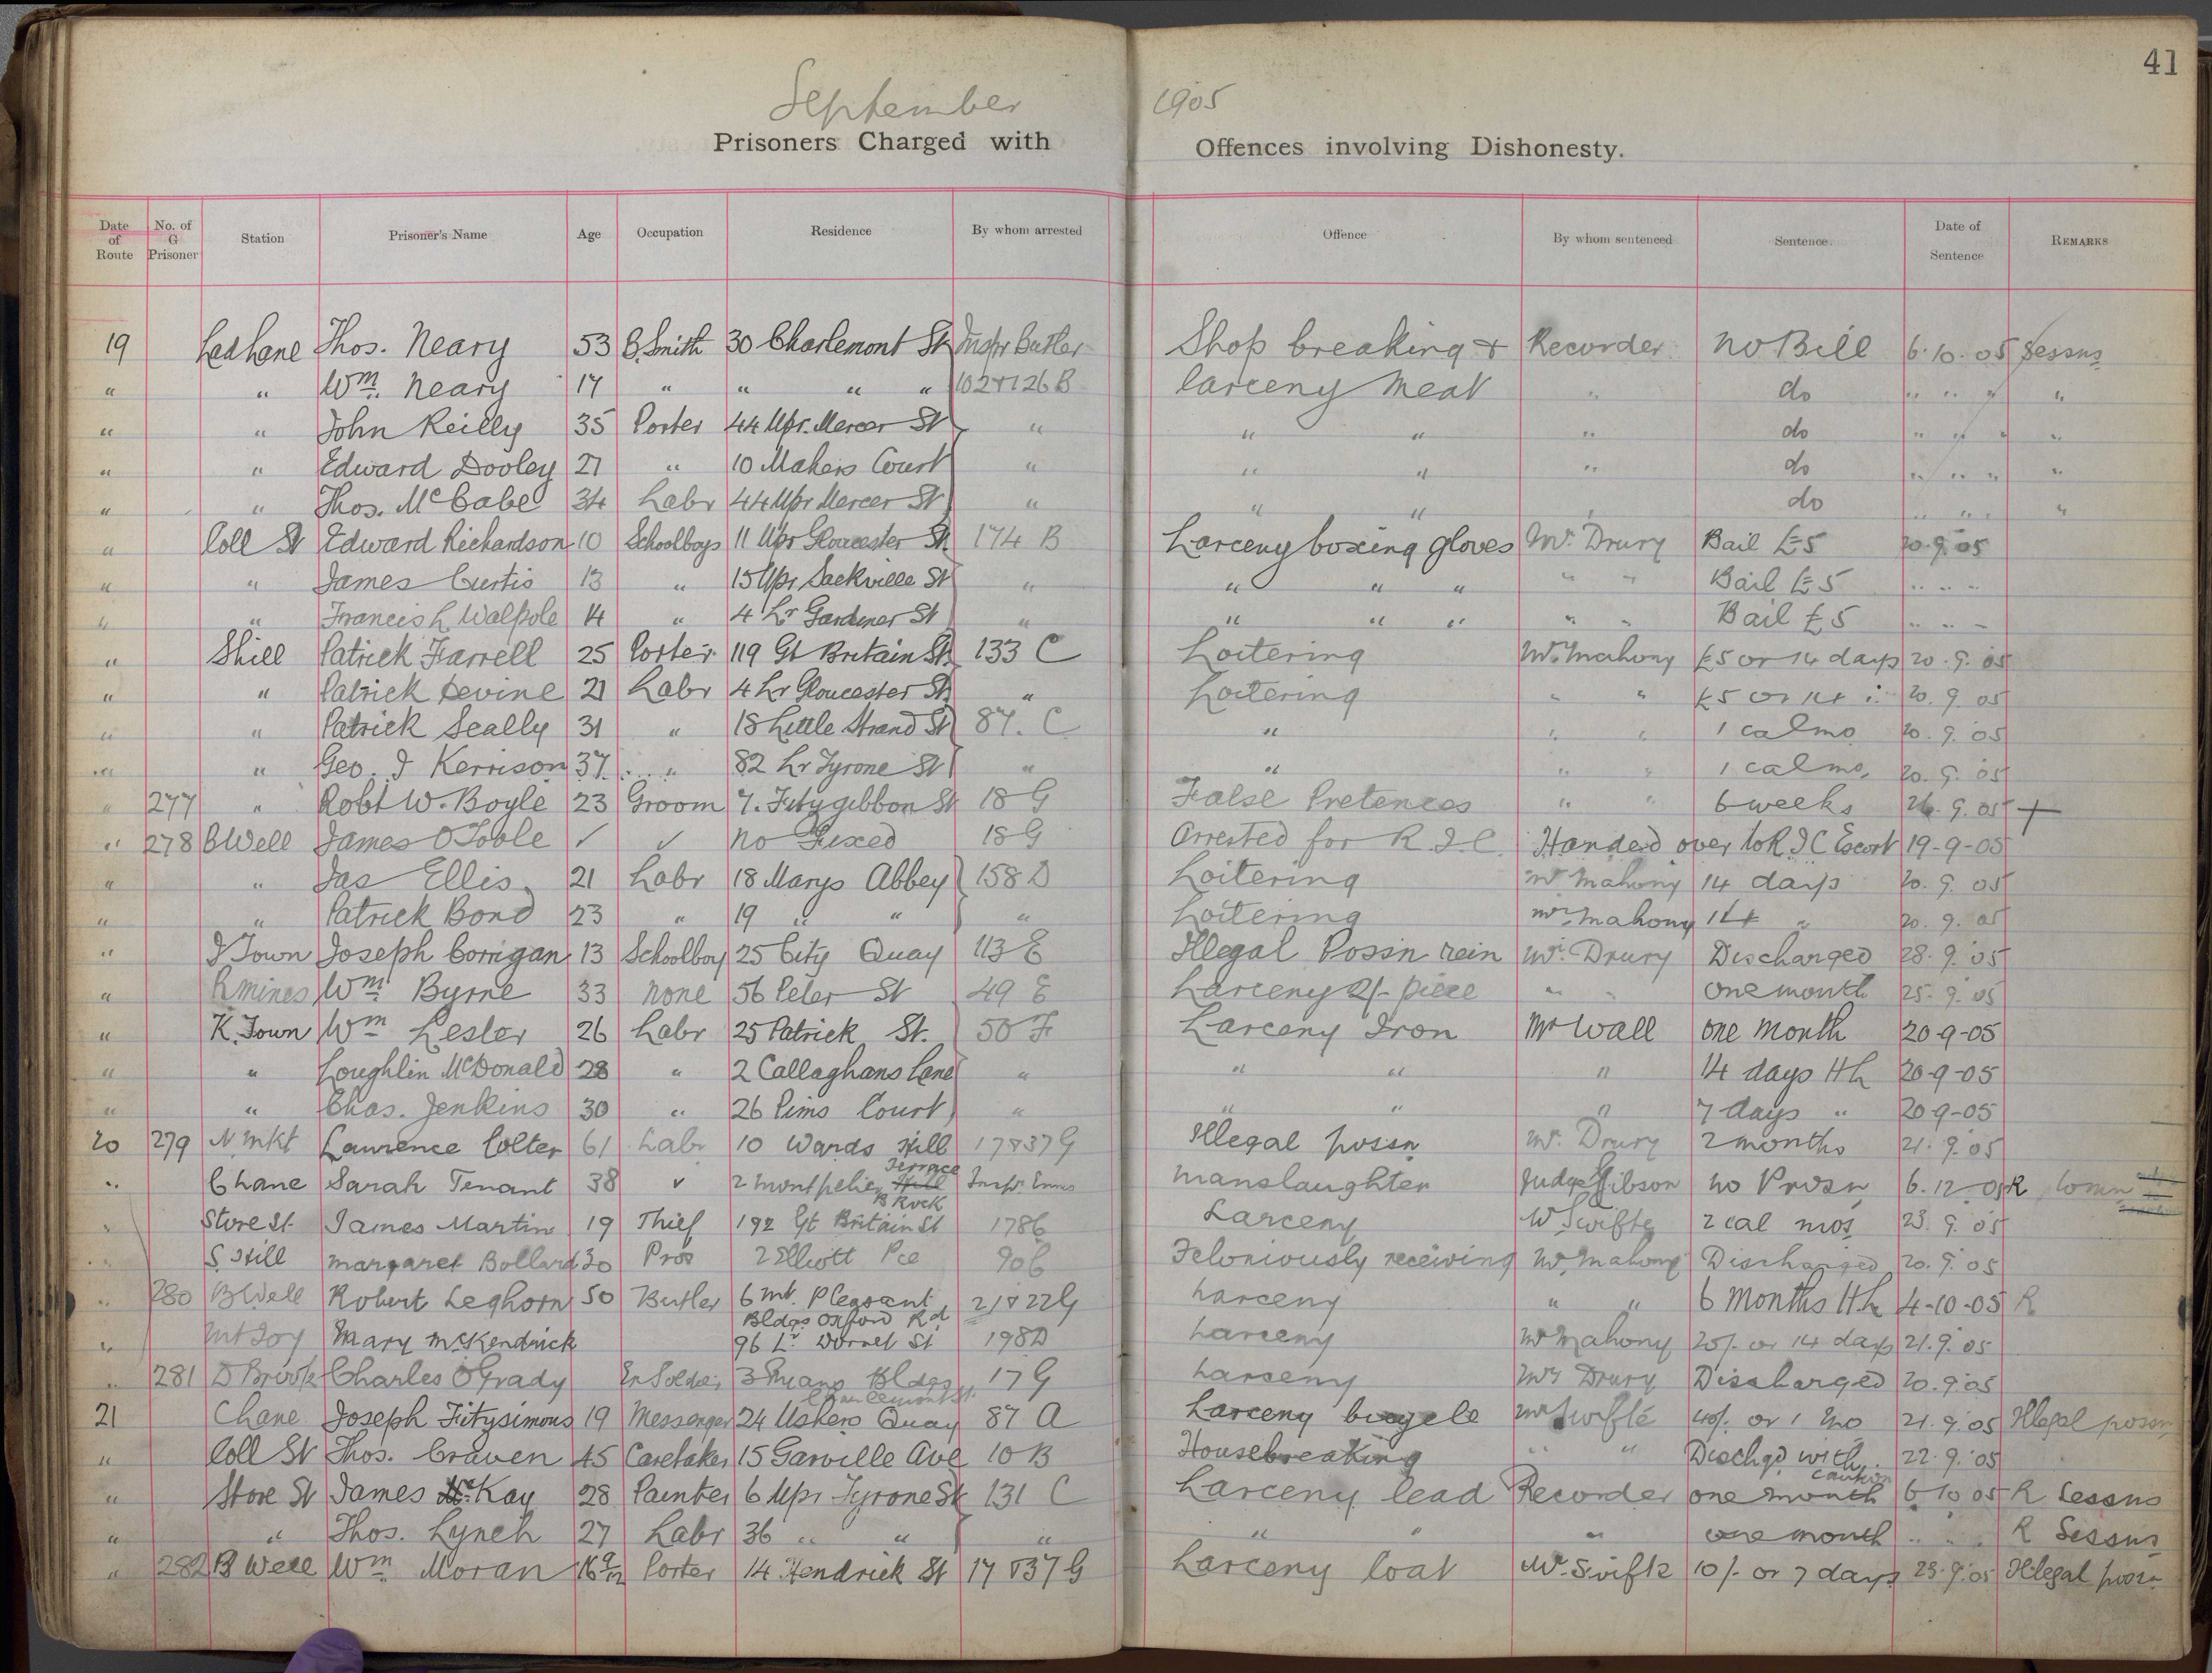 41
September 1905
Prisoners Charged with Offences involving Dishonesty.
Date of Route No. of G Prisoner Station Prisoner's Name Age Occupation Residence By whom arrested Offence By whom sentenced Sentence Date of Sentence REMARKS
19 Lad Lane Thos. Neary 53 B. Smith 30 Charlemont St Inspr Butler Shop breaking & Recorder No Bill 6.10.05 Sessns
" " Wm. Neary 17 " " " " 102 & 126 B larceny meat " do " " " "
" " John Reilly 35 Porter 44 Upr. Mercer St " " " " do " " " "
" " Edward Dooley 21 " 10 Mahers Court " " " " do " " " "
" " Thos. McCabe 34 Labr 44 Upr Mercer St " " " " do " " " "
" Coll St Edward Richardson 10 Schoolboys 11 Upr Gloucester St. 174 B Larceny boxing gloves Mr. Drury Bail £5 20.9.05
" " James Curtis 13 " 15 Upr Sackville St " " " " " " Bail £5 " " "
" " Francis L Walpole 14 " 4 Lr Gardiner St " " " " " " Bail £5 " " "
" Shill Patrick Farrell 25 Porter 119 Gt Britain St. 133 C Loitering Mr. Mahony £5 or 14 days 20.9.05
" " Patrick Devine 21 Labr 4 Lr Gloucester St. " Loitering " " £5 or 14 " 20.9.05
" " Patrick Scally 31 " 18 Little Strand St 87. C " " " 1 cal mo 20.9.05
" " Geo. J Kerrison 37 " 82 Lr Tyrone St " " " " 1 cal mo. 20.9.05
" 277 " Robt W. Boyle 23 Groom 7. Fitzgibbon St 18 G False Pretences " " 6 weeks 26.9.05 +
" 278 BWell James O'Toole ✓ ✓ no Fixed 18 G Arrested for R.I.C. Handed over to R I C Escort 19-9-05
" " Jas Ellis 21 Labr 18 Marys Abbey 158 D Loitering Mr Mahony 14 days 20.9.05
" " Patrick Bond 23 " 19 " " " Loitering Mr Mahony 14 " 20.9.05
" I Town Joseph Corrigan 13 Schoolboy 25 City Quay 113 E Illegal Possn rein Mr. Drury Discharged 28.9.05
" Rmines Wm Byrne 33 none 56 Peter St 49 E Larceny 2/- piece " " one month 25.9.05
" K. Town Wm Lester 26 Labr 25 Patrick St. 50 F Larceny Iron Mr Wall one month 20-9-05
" " Loughlin McDonald 28 " 2 Callaghans Lane " " " " 14 days H L 20-9-05
" " Chas. Jenkins 30 " 26 Pims Court " " " " 7 days " 20-9-05
20 279 N mkt Laurence Colter 61 Labr 10 Wards Hill 17 & 37 G Illegal possn Mr. Drury 2 months 21.9.05
" C Lane Sarah Tenant 38 ✓ 2 Montpelier Hill Terrace B Rock Inspr. Judge Gibson Manslaughter no Prosn 6.12.05 R
" Store St. James Martin 19 Thief 192 Gt Britain St 178C Larceny Mr Swifte 2 cal mos 23.9.05
" S. Hill Margaret Bollard 30 Pros 2 Elliott Pce 90C Feloniously receiving Mr. Mahony Discharged 20.9.05
" 280 BWell Robert Leghorn 50 Butler 6 Mt. Pleasant Bldgs Oxford Rd 21 & 22 G Larceny " " 6 Months H L 4-10-05 R
" Mt Joy Mary McKendrick 96 Lr Dorset St 198D Larceny Mr Mahony 20/- or 14 days 21.9.05
" 281 D Brook Charles O'Grady Ex Soldier 3 Bldgs Charlemont St. 17 G Larceny Mr Drury Discharged 20.9.05
21 C Lane Joseph Fitzsimons 19 Messenger 24 Ushers Quay 87 A Larceny bicycle Mr Swifte 40/- or 1 mo 21.9.05 Illegal possn
" Coll St Thos. Craven 45 Caretaker 15 Garville Ave 10 B Housebreaking " " Dischgd with caution 22.9.05
" Store St James McKay 28 Painter 6 Upr Tyrone St 131 C Larceny lead Recorder one month 6.10.05 R Sessns
" " Thos. Lynch 27 Labr 36 " " " " " " one month " " " R Sessns
" 282 B Well Wm Moran 16 9/12 Porter 14 Hendrick St 17 & 37 G Larceny coat Mr. Swifte 10/- or 7 days 23.9.05 Illegal possn